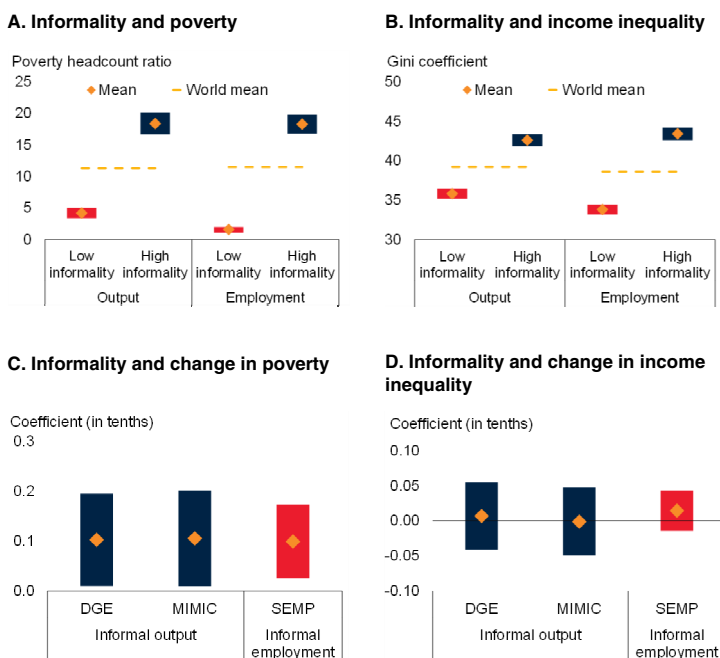 A. Informality and poverty
Poverty headcount ratio
25
20
15
10
5
0
Mean
World mean
Low informality
High informality
Low informality
High informality
Output
Employment
B. Informality and income inequality
Gini coefficient
50
45
40
35
30
Mean
World mean
Low informality
High informality
Low informality
High informality
Output
Employment
C. Informality and change in poverty
Coefficient (in tenths)
0.3
0.2
0.1
0.0
DGE
MIMIC
SEMP
Informal output
Informal
employment
D. Informality and change in income
inequality
Coefficient (in tenths)
0.10
0.05
0.00
-0.05
-0.10
DGE
MIMIC
SEMP
Informal output
Informal
employment